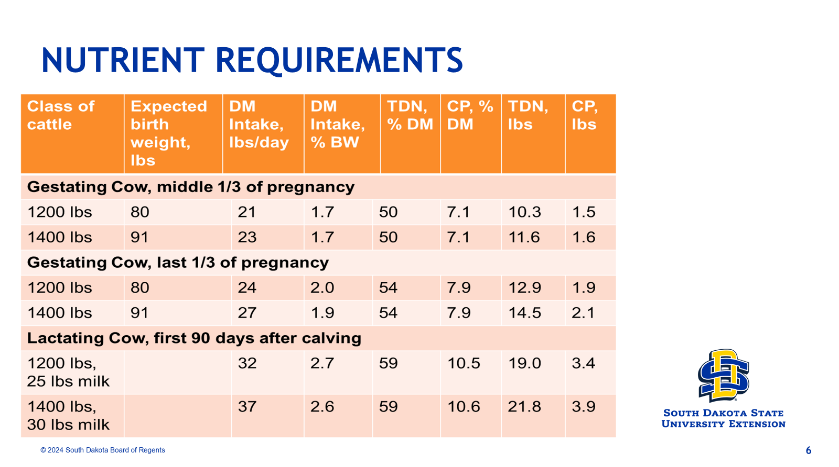 NUTRIENT REQUIREMENTS
Class of cattle | Expected birth weight, lbs | DM Intake, lbs/day | DM Intake, % BW | TDN, % DM | CP, % DM | TDN, lbs | CP, lbs
Gestating Cow, middle 1/3 of pregnancy
1200 lbs | 80 | 21 | 1.7 | 50 | 7.1 | 10.3 | 1.5
1400 lbs | 91 | 23 | 1.7 | 50 | 7.1 | 11.6 | 1.6
Gestating Cow, last 1/3 of pregnancy
1200 lbs | 80 | 24 | 2.0 | 54 | 7.9 | 12.9 | 1.9
1400 lbs | 91 | 27 | 1.9 | 54 | 7.9 | 14.5 | 2.1
Lactating Cow, first 90 days after calving
1200 lbs, 25 lbs milk | | 32 | 2.7 | 59 | 10.5 | 19.0 | 3.4
1400 lbs, 30 lbs milk | | 37 | 2.6 | 59 | 10.6 | 21.8 | 3.9
SOUTH DAKOTA STATE
UNIVERSITY EXTENSION
© 2024 South Dakota Board of Regents
6